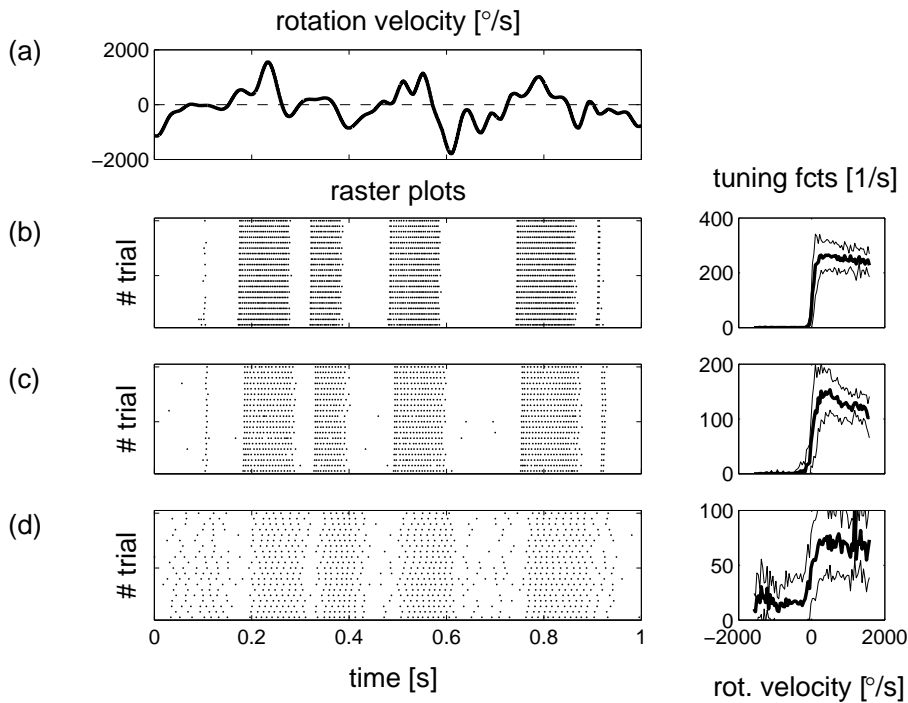 rotation velocity [°/s]
(a)
2000
0
−2000
raster plots
tuning fcts [1/s]
(b)
# trial
400
200
0
(c)
# trial
200
100
0
(d)
# trial
100
50
0
0 0.2 0.4 0.6 0.8 1
−2000 0 2000
time [s]
rot. velocity [°/s]